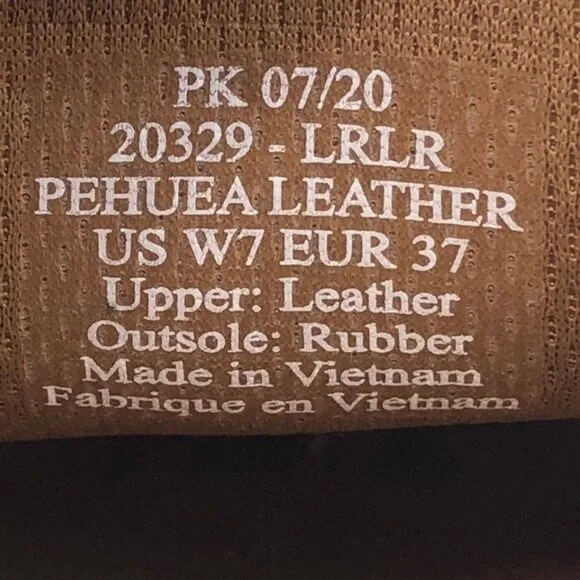 PK 07/20
20329 - LRLR
PEHUEA LEATHER
US W7 EUR 37
Upper: Leather
Outsole: Rubber
Made in Vietnam
Fabrique en Vietnam